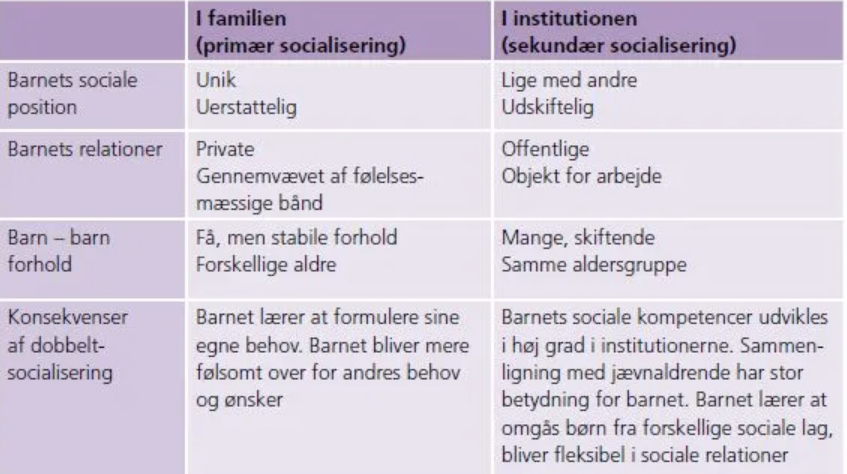 I familien
(primær socialisering)
I institutionen
(sekundær socialisering)
Barnets sociale
position
Unik
Uerstattelig
Lige med andre
Udskiftelig
Barnets relationer
Private
Gennemvævet af følelses-
mæssige bånd
Offentlige
Objekt for arbejde
Barn – barn
forhold
Få, men stabile forhold
Forskellige aldre
Mange, skiftende
Samme aldersgruppe
Konsekvenser
af dobbelt-
socialisering
Barnet lærer at formulere sine
egne behov. Barnet bliver mere
følsomt over for andres behov
og ønsker
Barnets sociale kompetencer udvikles
i høj grad i institutionerne. Sammen-
ligning med jævnaldrende har stor
betydning for barnet. Barnet lærer at
omgås børn fra forskellige sociale lag,
bliver fleksibel i sociale relationer